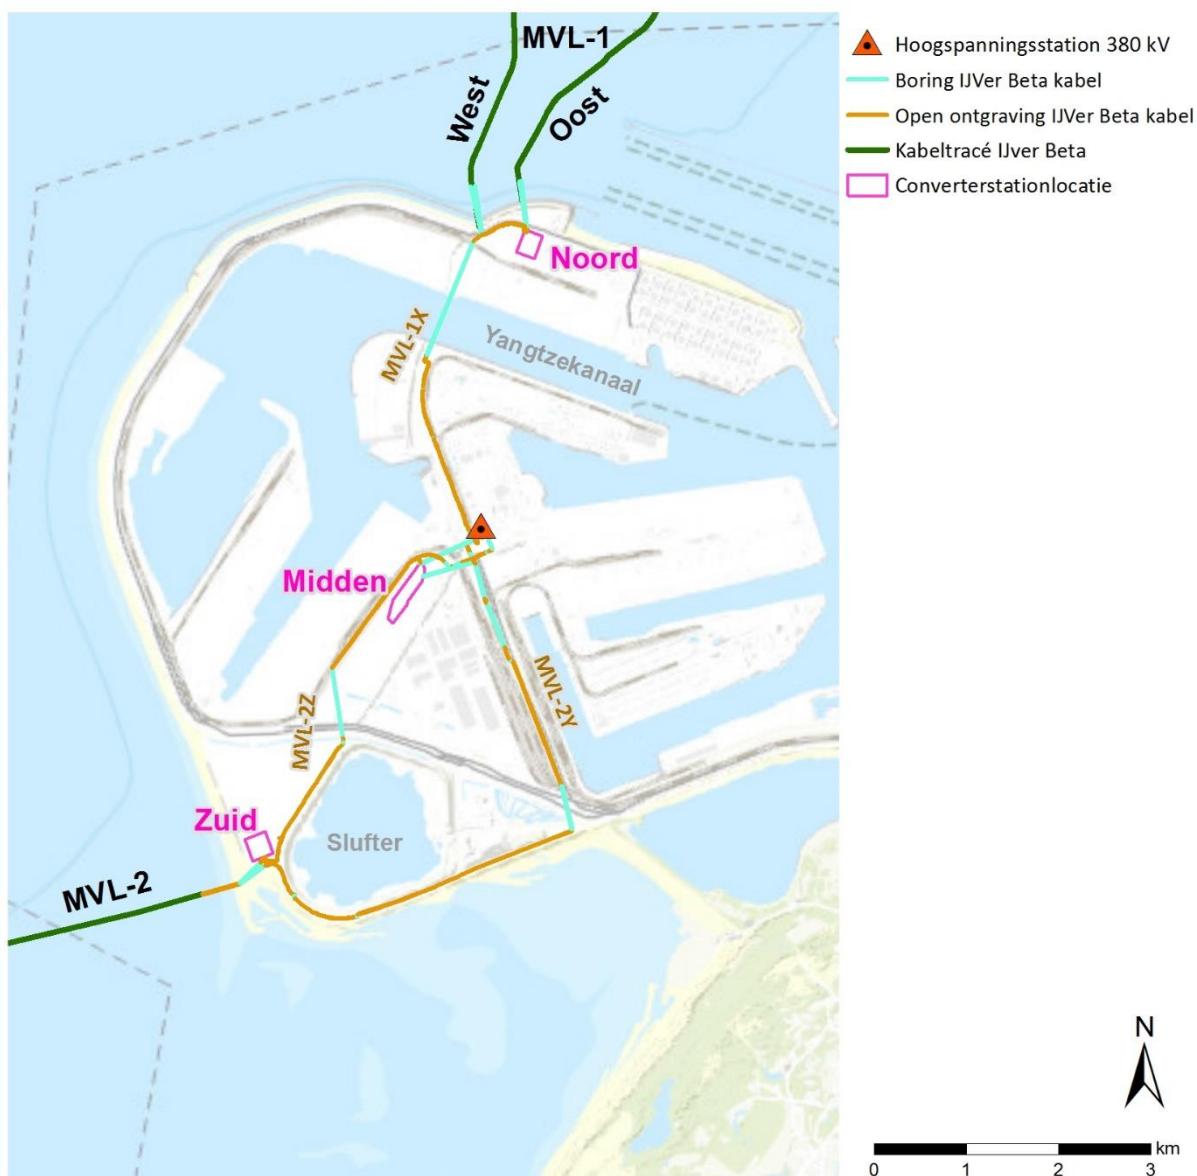 MVL-1
West
Oost
Noord
MVL-1X
Yangtzekanaal
Midden
MVL-2Y
MVL-2Z
Zuid
Slufter
MVL-2
Hoogspanningsstation 380 kV
Boring IJVer Beta kabel
Open ontgraving IJVer Beta kabel
Kabeltracé IJver Beta
Converterstationlocatie
N
km
0 1 2 3